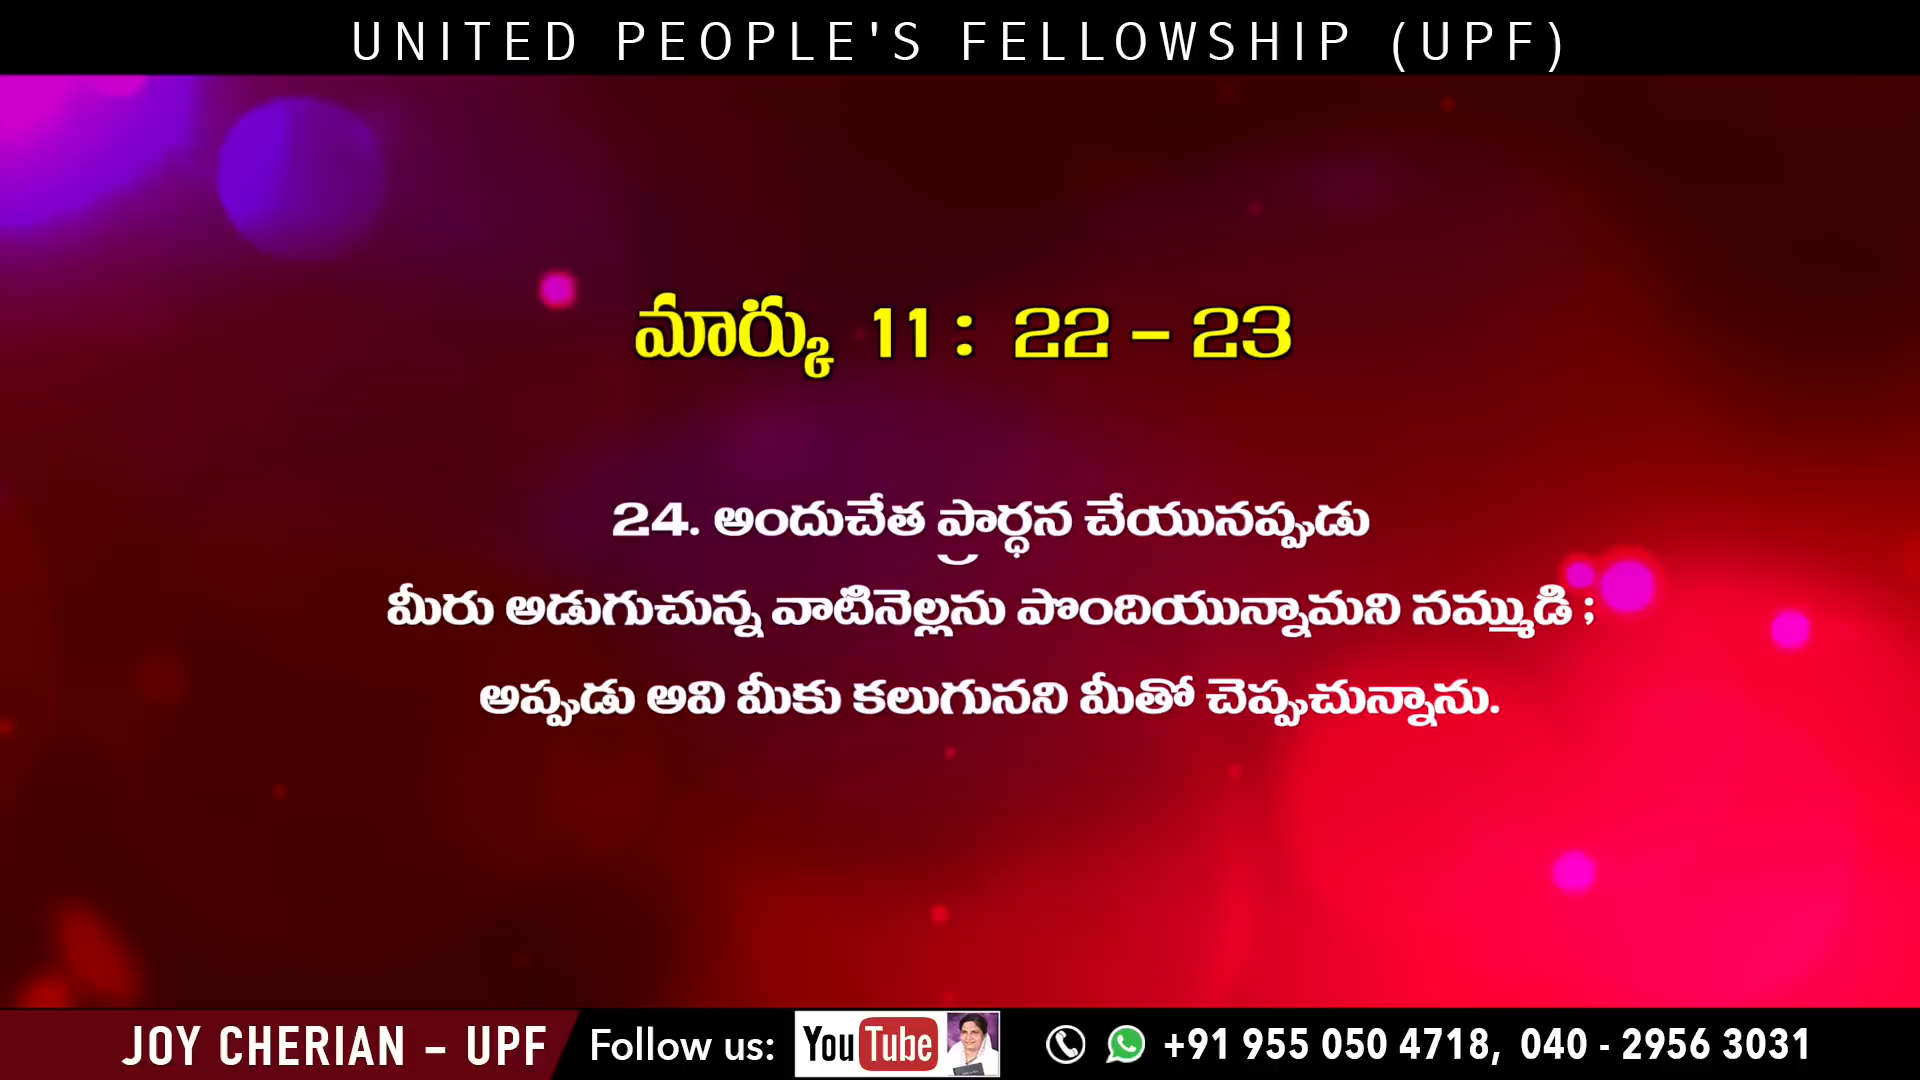 UNITED PEOPLE'S FELLOWSHIP (UPF)
మార్కు 11 : 22 - 23
24. అందుచేత ప్రార్ధన చేయునప్పుడు
మీరు అడుగుచున్న వాటినెల్లను పొందియున్నామని నమ్ముడి ;
అప్పుడు అవి మీకు కలుగునని మీతో చెప్పుచున్నాను.
JOY CHERIAN – UPF Follow us: YouTube +91 955 050 4718, 040 - 2956 3031